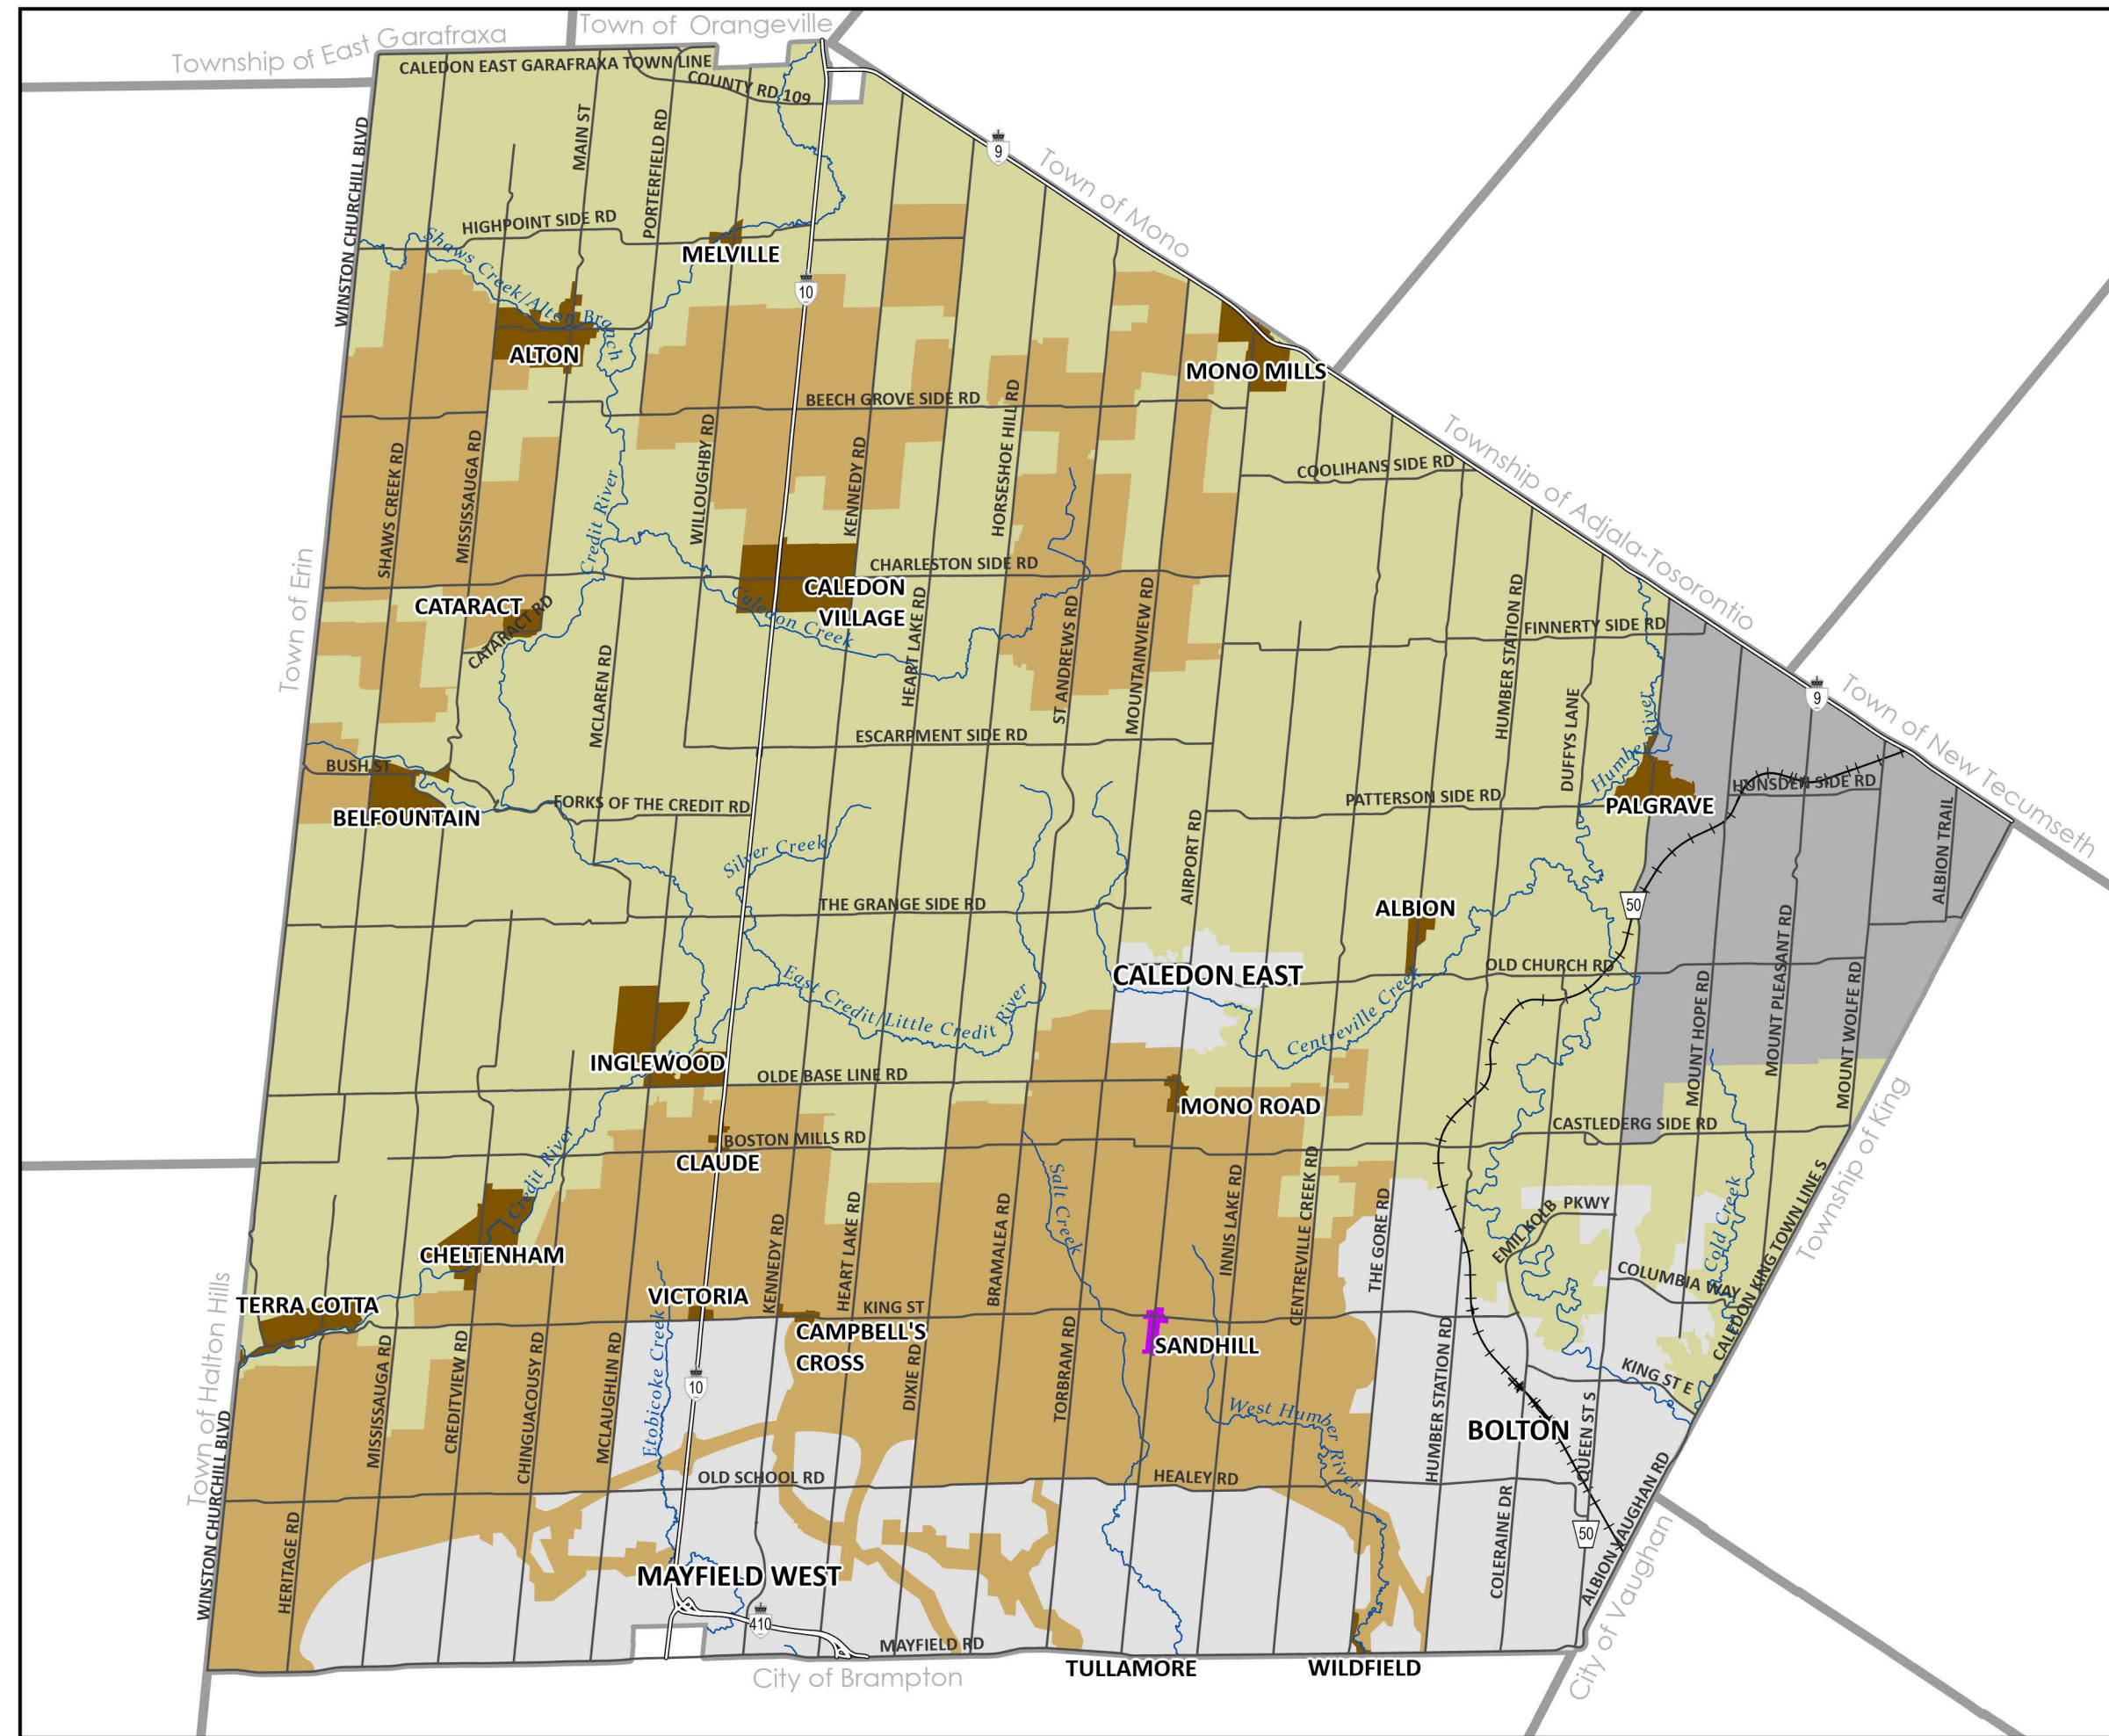 Township of East Garafraxa
Town of Orangeville
CALEDON EAST GARAFRAXA TOWN LINE
COUNTY RD 109
WINSTON CHURCHILL BLVD
MAIN ST
PORTERFIELD RD
9
Town of Mono
HIGHPOINT SIDE RD
Shaws Creek/Alton Branch
MELVILLE
10
ALTON
MONO MILLS
BEECH GROVE SIDE RD
HORSESHOE HILL RD
SHAWS CREEK RD
MISSISSAUGA RD
Credit River
WILLOUGHBY RD
KENNEDY RD
COOLIHANS SIDE RD
Township of Adjala-Tosorontio
Town of Erin
CHARLESTON SIDE RD
CALEDON
VILLAGE
Caledon Creek
CATARACT
CATARACT RD
MCLAREN RD
HEART LAKE RD
ST ANDREWS RD
MOUNTAINVIEW RD
HUMBER STATION RD
FINNERTY SIDE RD
DUFFYS LANE
Humber River
9
Town of New Tecumseth
ESCARPMENT SIDE RD
BUSH ST
BELFOUNTAIN
FORKS OF THE CREDIT RD
PATTERSON SIDE RD
PALGRAVE
HUNSDEN SIDE RD
ALBION TRAIL
Silver Creek
AIRPORT RD
THE GRANGE SIDE RD
50
ALBION
OLD CHURCH RD
CALEDON EAST
East Credit/Little Credit River
Centreville Creek
MOUNT HOPE RD
MOUNT PLEASANT RD
MOUNT WOLFE RD
INGLEWOOD
OLDE BASE LINE RD
MONO ROAD
CASTLEDERG SIDE RD
Township of King
BOSTON MILLS RD
CLAUDE
Credit River
Salt Creek
INNIS LAKE RD
CENTREVILLE CREEK RD
THE GORE RD
EMIL KOLB PKWY
COLUMBIA WAY
Cold Creek
CALEDON KING TOWN LINE S
CHELTENHAM
KENNEDY RD
HEART LAKE RD
BRAMALEA RD
Town of Halton Hills
TERRA COTTA
VICTORIA
KING ST
CAMPBELL'S
CROSS
SANDHILL
MISSISSAUGA RD
CREDITVIEW RD
CHINGUACOUSY RD
MCLAUGHLIN RD
Etobicoke Creek
10
DIXIE RD
TORBRAM RD
West Humber River
HUMBER STATION RD
KING ST E
BOLTON
QUEEN ST S
WINSTON CHURCHILL BLVD
OLD SCHOOL RD
HEALEY RD
HERITAGE RD
COLERAINE DR
50
ALBION VAUGHAN RD
MAYFIELD WEST
410
MAYFIELD RD
City of Brampton
TULLAMORE
WILDFIELD
City of Vaughan